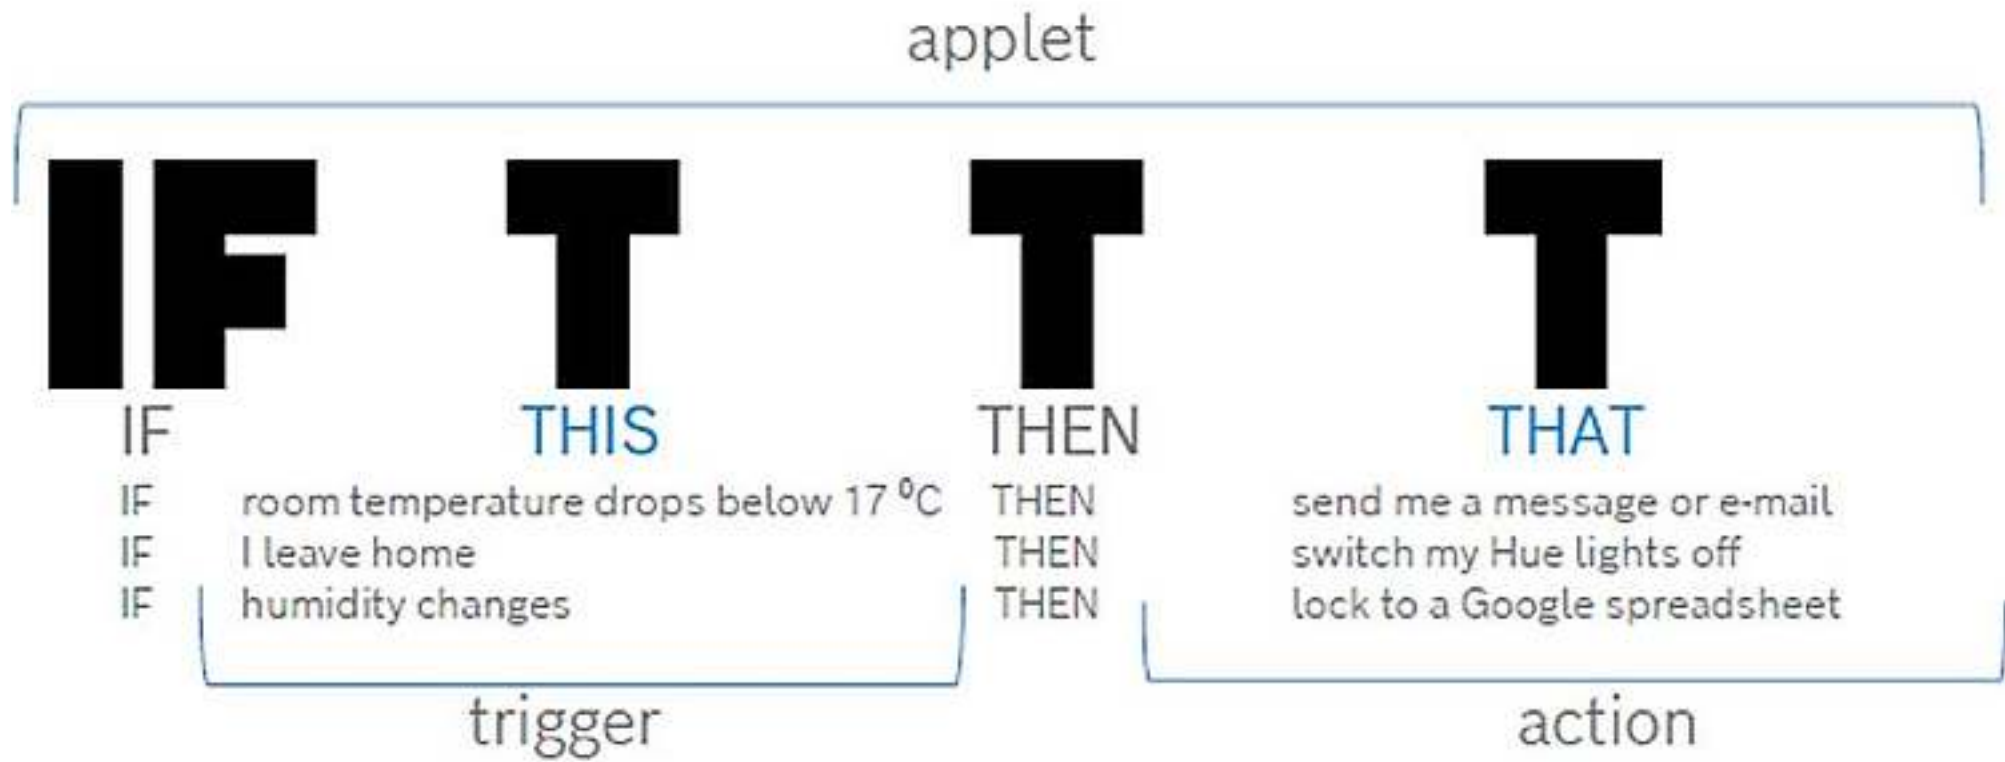 applet
IF T T T
IF THIS THEN THAT
IF room temperature drops below 17 ⁰C THEN send me a message or e-mail
IF I leave home THEN switch my Hue lights off
IF humidity changes THEN lock to a Google spreadsheet
trigger action